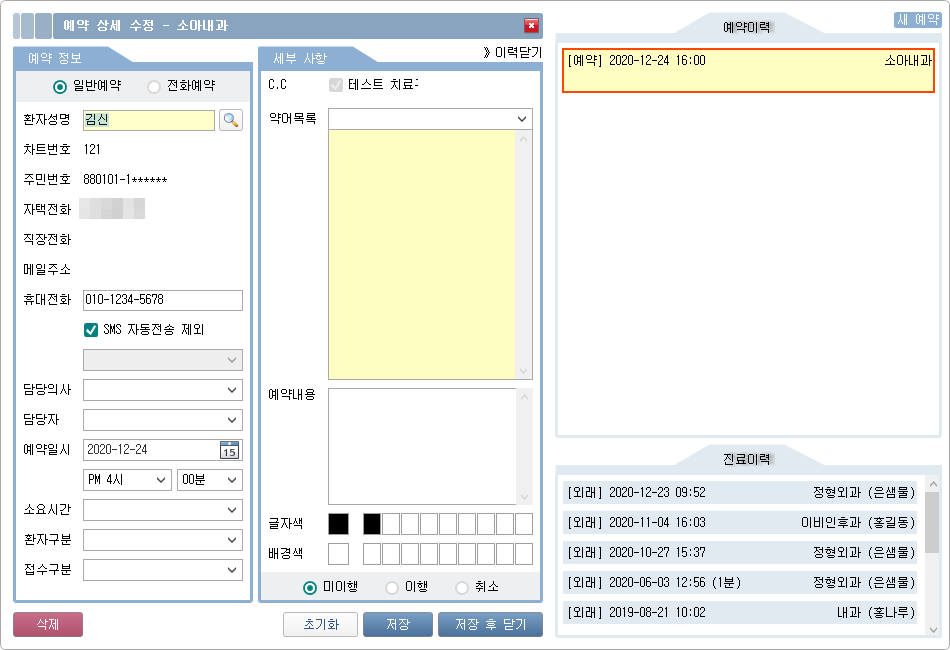 예약 상세 수정 - 소아내과
예약 정보
일반예약 전화예약
환자성명 김신
차트번호 121
주민번호 880101-1******
자택전화
직장전화
메일주소
휴대전화 010-1234-5678
SMS 자동전송 제외
담당의사
담당자
예약일시 2020-12-24 15
PM 4시 00분
소요시간
환자구분
접수구분
삭제
세부 사항
》이력닫기
C.C 테스트 치료
약어목록
예약내용
글자색
배경색
미이행 이행 취소
초기화 저장 저장 후 닫기
예약이력
새 예약
[예약] 2020-12-24 16:00 소아내과
진료이력
[외래] 2020-12-23 09:52 정형외과 (은샘물)
[외래] 2020-11-04 16:03 이비인후과 (홍길동)
[외래] 2020-10-27 15:37 정형외과 (은샘물)
[외래] 2020-06-03 12:56 (1분) 정형외과 (은샘물)
[외래] 2019-08-21 10:02 내과 (홍나루)